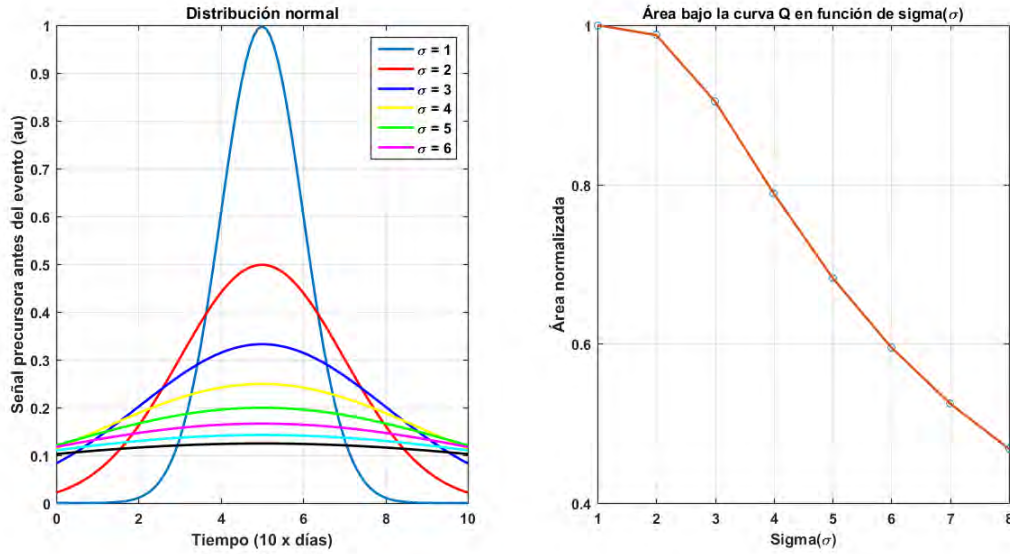 Distribución normal
Señal precursora antes del evento (au)
1
0.9
0.8
0.7
0.6
0.5
0.4
0.3
0.2
0.1
0
σ = 1
σ = 2
σ = 3
σ = 4
σ = 5
σ = 6
0 2 4 6 8 10
Tiempo (10 x días)
Área bajo la curva Q en función de sigma(σ)
Área normalizada
1
0.8
0.6
0.4
1 2 3 4 5 6 7 8
Sigma(σ)